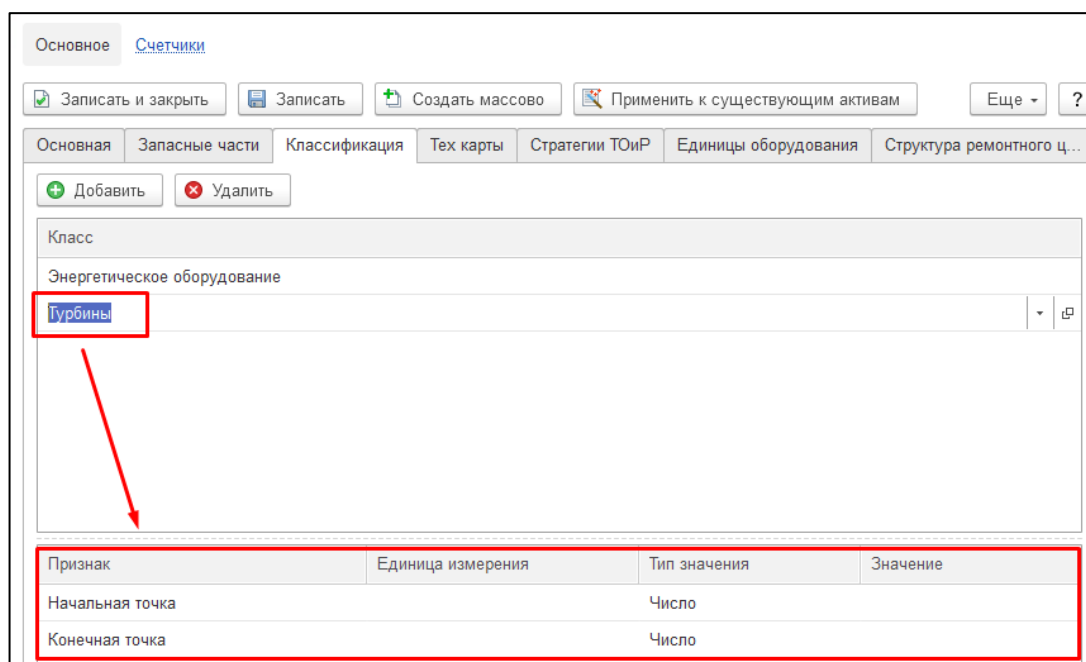 Основное Счетчики
Записать и закрыть Записать Создать массово Применить к существующим активам Еще ?
Основная Запасные части Классификация Тех карты Стратегии ТОиР Единицы оборудования Структура ремонтного ц...
Добавить Удалить
Класс
Энергетическое оборудование
Турбины
Признак Единица измерения Тип значения Значение
Начальная точка Число
Конечная точка Число